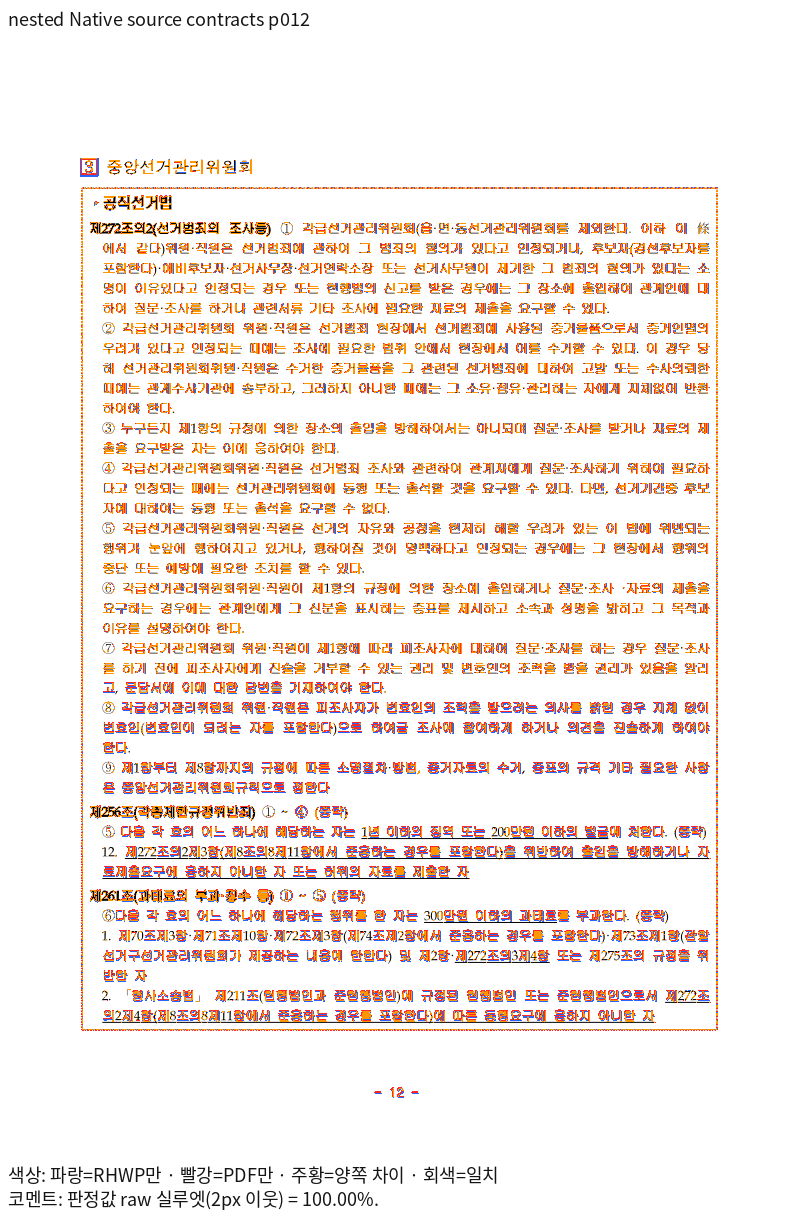 nested Native source contracts p012
3 중앙선거관리위원회
공직선거법
제272조의2(선거범죄의 조사등) ① 각급선거관리위원회(읍·면·동선거관리위원회를 제외한다. 이하 이 條
에서 같다)위원·직원은 선거범죄에 관하여 그 범죄의 혐의가 있다고 인정되거나, 후보자(경선후보자를
포함한다)·예비후보자·선거사무장·선거연락소장 또는 선거사무원이 제기한 그 범죄의 혐의가 있다는 소
명이 이유있다고 인정되는 경우 또는 현행범의 신고를 받은 경우에는 그 장소에 출입하여 관계인에 대
하여 질문·조사를 하거나 관련서류 기타 조사에 필요한 자료의 제출을 요구할 수 있다.
② 각급선거관리위원회 위원·직원은 선거범죄 현장에서 선거범죄에 사용된 증거물품으로서 증거인멸의
우려가 있다고 인정되는 때에는 조사에 필요한 범위 안에서 현장에서 이를 수거할 수 있다. 이 경우 당
해 선거관리위원회위원·직원은 수거한 증거물품을 그 관련된 선거범죄에 대하여 고발 또는 수사의뢰한
때에는 관계수사기관에 송부하고, 그러하지 아니한 때에는 그 소유·점유·관리하는 자에게 지체없이 반환
하여야 한다.
③ 누구든지 제1항의 규정에 의한 장소에 출입을 방해하여서는 아니되며 질문·조사를 받거나 자료의 제
출을 요구받은 자는 이에 응하여야 한다.
④ 각급선거관리위원회위원·직원은 선거범죄 조사와 관련하여 관계자에게 질문·조사하기 위하여 필요하
다고 인정되는 때에는 선거관리위원회에 동행 또는 출석할 것을 요구할 수 있다. 다만, 선거기간중 후보
자에 대하여는 동행 또는 출석을 요구할 수 없다.
⑤ 각급선거관리위원회위원·직원은 선거의 자유와 공정을 현저히 해할 우려가 있는 이 법에 위반되는
행위가 눈앞에 행하여지고 있거나, 행하여질 것이 명백하다고 인정되는 경우에는 그 현장에서 행위의
중단 또는 예방에 필요한 조치를 할 수 있다.
⑥ 각급선거관리위원회위원·직원이 제1항의 규정에 의한 장소에 출입하거나 질문·조사 ·자료의 제출을
요구하는 경우에는 관계인에게 그 신분을 표시하는 증표를 제시하고 소속과 성명을 밝히고 그 목적과
이유를 설명하여야 한다.
⑦ 각급선거관리위원회 위원·직원이 제1항에 따라 피조사자에 대하여 질문·조사를 하는 경우 질문·조사
를 하기 전에 피조사자에게 진술을 거부할 수 있는 권리 및 변호인의 조력을 받을 권리가 있음을 알리
고, 문답서에 이에 대한 답변을 기재하여야 한다.
⑧ 각급선거관리위원회 위원·직원은 피조사자가 변호인의 조력을 받으려는 의사를 밝힌 경우 지체 없이
변호인(변호인이 되려는 자를 포함한다)으로 하여금 조사에 참여하게 하거나 의견을 진술하게 하여야
한다.
⑨ 제1항부터 제8항까지의 규정에 따른 소명절차·방법, 증거자료의 수거, 증표의 규격 기타 필요한 사항
은 중앙선거관리위원회규칙으로 정한다
제256조(각종제한규정위반죄) ① ~ ④ (중략)
⑤ 다음 각 호의 어느 하나에 해당하는 자는 1년 이하의 징역 또는 200만원 이하의 벌금에 처한다. (중략)
12. 제272조의2제3항(제8조의8제11항에서 준용하는 경우를 포함한다)을 위반하여 출입을 방해하거나 자
료제출요구에 응하지 아니한 자 또는 허위의 자료를 제출한 자
제261조(과태료의 부과·징수 등) ① ~ ⑤ (중략)
⑥다음 각 호의 어느 하나에 해당하는 행위를 한 자는 300만원 이하의 과태료를 부과한다. (중략)
1. 제70조제3항·제71조제10항·제72조제3항(제74조제2항에서 준용하는 경우를 포함한다)·제73조제1항(관할
선거구선거관리위원회가 제공하는 내용에 한한다) 및 제2항·제272조의3제4항 또는 제275조의 규정을 위
반한 자
2. 「형사소송법」 제211조(현행범인과 준현행범인)에 규정된 현행범인 또는 준현행범인으로서 제272조
의2제4항(제8조의8제11항에서 준용하는 경우를 포함한다)에 따른 동행요구에 응하지 아니한 자
- 12 -
색상: 파랑=RHWP만 · 빨강=PDF만 · 주황=양쪽 차이 · 회색=일치
코멘트: 판정값 raw 실루엣(2px 이웃) = 100.00%.